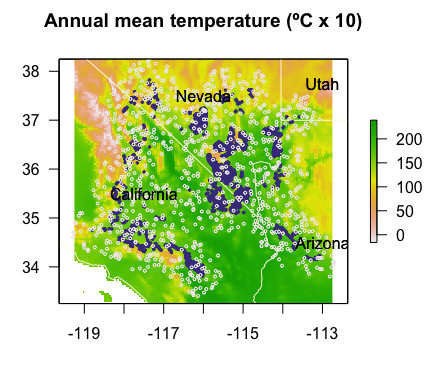 Annual mean temperature (ºC x 10)
38
37
36
35
34
-119
-117
-115
-113
Utah
Nevada
California
Arizona
200
150
100
50
0